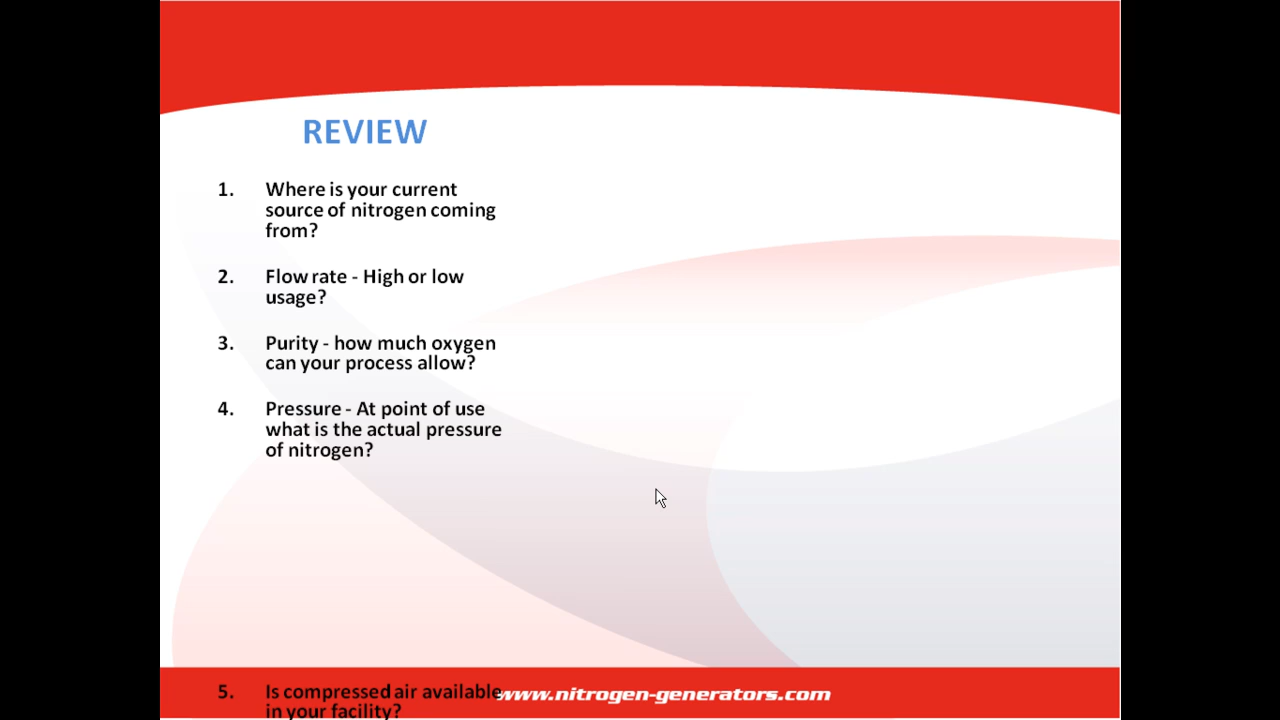 REVIEW
1. Where is your current
source of nitrogen coming
from?
2. Flow rate - High or low
usage?
3. Purity - how much oxygen
can your process allow?
4. Pressure - At point of use
what is the actual pressure
of nitrogen?
5. Is compressed air available
in your facility?
www.nitrogen-generators.com